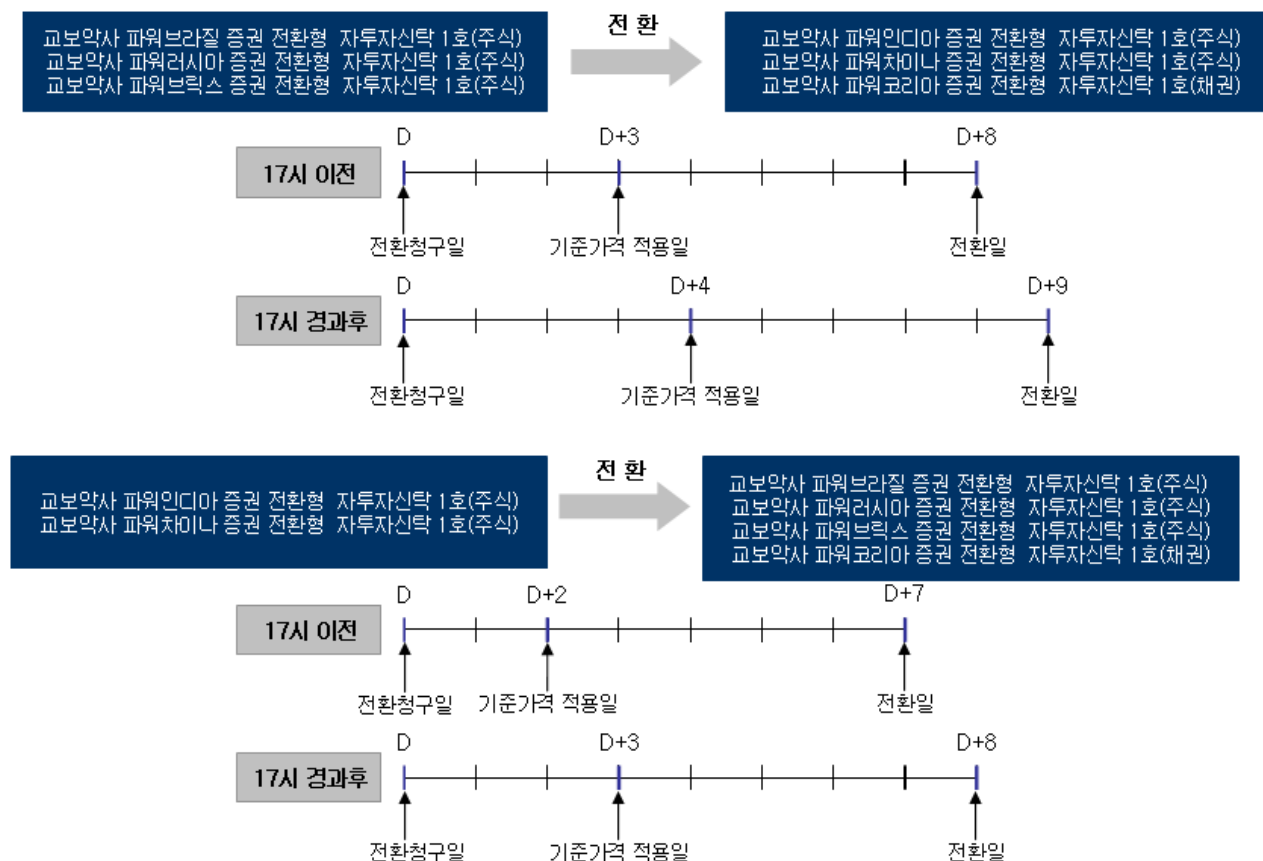 교보악사 파워브라질 증권 전환형 자투자신탁 1호(주식)
교보악사 파워러시아 증권 전환형 자투자신탁 1호(주식)
교보악사 파워브릭스 증권 전환형 자투자신탁 1호(주식)
전 환
교보악사 파워인디아 증권 전환형 자투자신탁 1호(주식)
교보악사 파워차이나 증권 전환형 자투자신탁 1호(주식)
교보악사 파워코리아 증권 전환형 자투자신탁 1호(채권)
D D+3 D+8
17시 이전
전환청구일 기준가격 적용일 전환일
D D+4 D+9
17시 경과후
전환청구일 기준가격 적용일 전환일
교보악사 파워인디아 증권 전환형 자투자신탁 1호(주식)
교보악사 파워차이나 증권 전환형 자투자신탁 1호(주식)
전 환
교보악사 파워브라질 증권 전환형 자투자신탁 1호(주식)
교보악사 파워러시아 증권 전환형 자투자신탁 1호(주식)
교보악사 파워브릭스 증권 전환형 자투자신탁 1호(주식)
교보악사 파워코리아 증권 전환형 자투자신탁 1호(채권)
D D+2 D+7
17시 이전
전환청구일 기준가격 적용일 전환일
D D+3 D+8
17시 경과후
전환청구일 기준가격 적용일 전환일